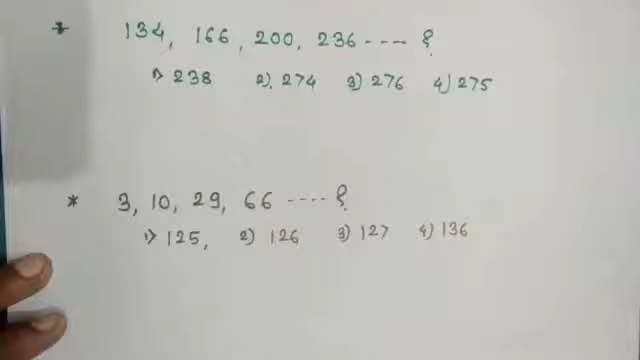 * 134, 166, 200, 236 ---- ?
1) 238 2) 274 3) 276 4) 275
* 3, 10, 29, 66 ---- ?
1) 125, 2) 126 3) 127 4) 136